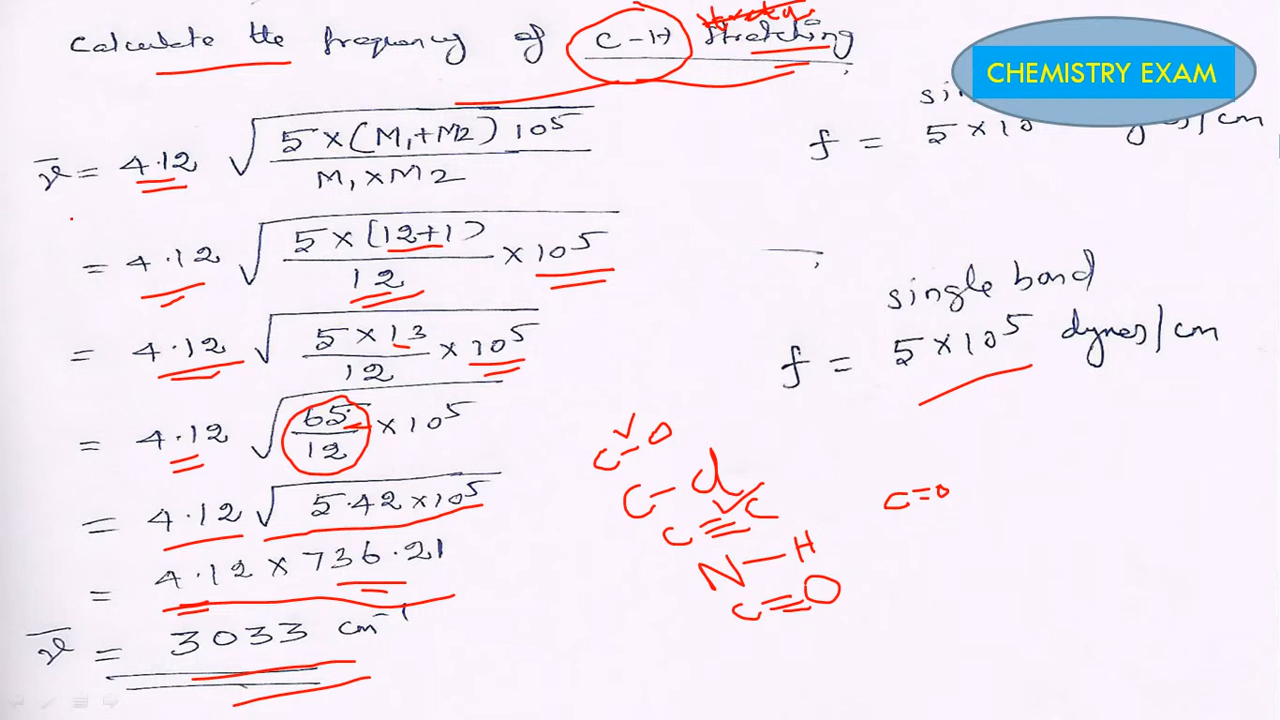 Calculate the frequency of C-H Stretching
CHEMISTRY EXAM
f = 5 × 10 dynes/cm
ν̅ = 4.12 √(5 × (M1 + M2) 10⁵ / M1 × M2)
= 4.12 √(5 × (12+1) / 12 × 10⁵)
single bond
f = 5 × 10⁵ dynes/cm
= 4.12 √(5 × 13 / 12 × 10⁵)
= 4.12 √(65 / 12 × 10⁵)
C-O
C-d
C=O
C≡C
= 4.12 √(5.42 × 10⁵)
N-H
= 4.12 × 736.21
C=O
ν̅ = 3033 cm⁻¹